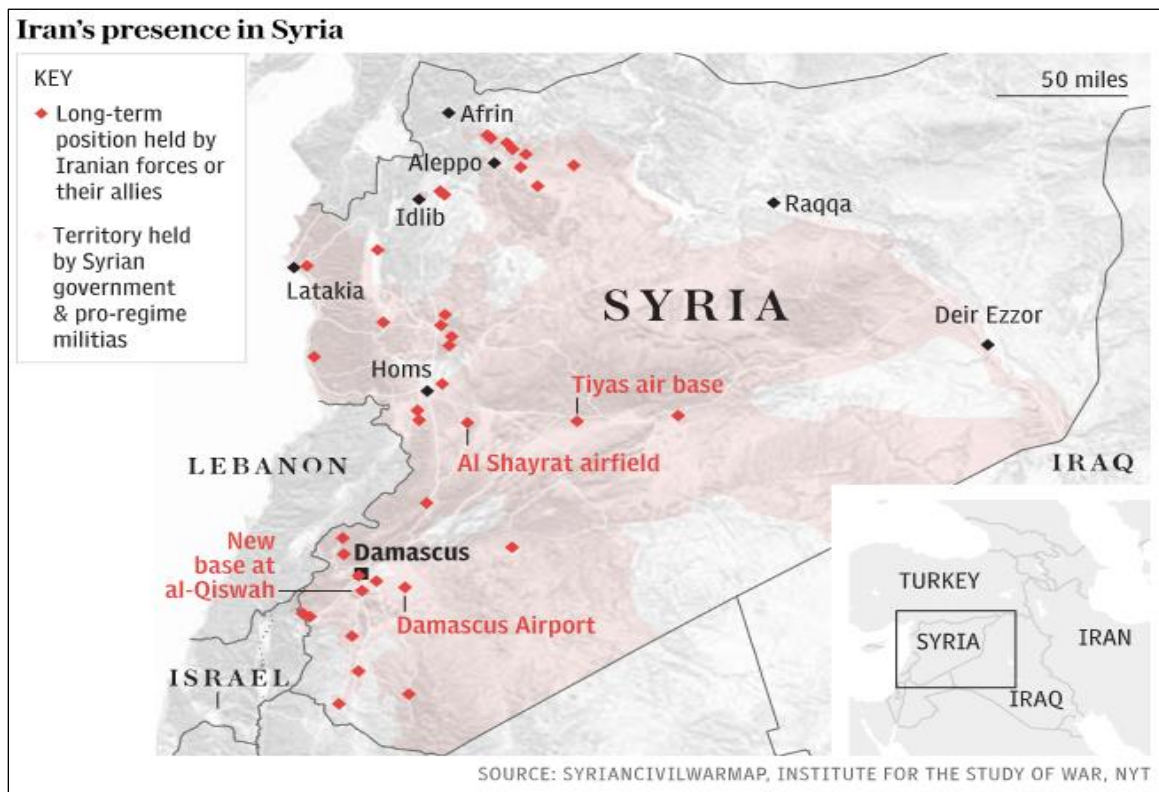 Iran's presence in Syria
KEY
Long-term
position held by
Iranian forces or
their allies
Territory held
by Syrian
government
& pro-regime
militias
50 miles
Afrin
Aleppo
Idlib
Raqqa
Latakia
SYRIA
Deir Ezzor
Homs
Tiyas air base
Al Shayrat airfield
LEBANON
IRAQ
New
base at
al-Qiswah
Damascus
Damascus Airport
ISRAEL
TURKEY
SYRIA
IRAN
IRAQ
SOURCE: SYRIANCIVILWARMAP, INSTITUTE FOR THE STUDY OF WAR, NYT